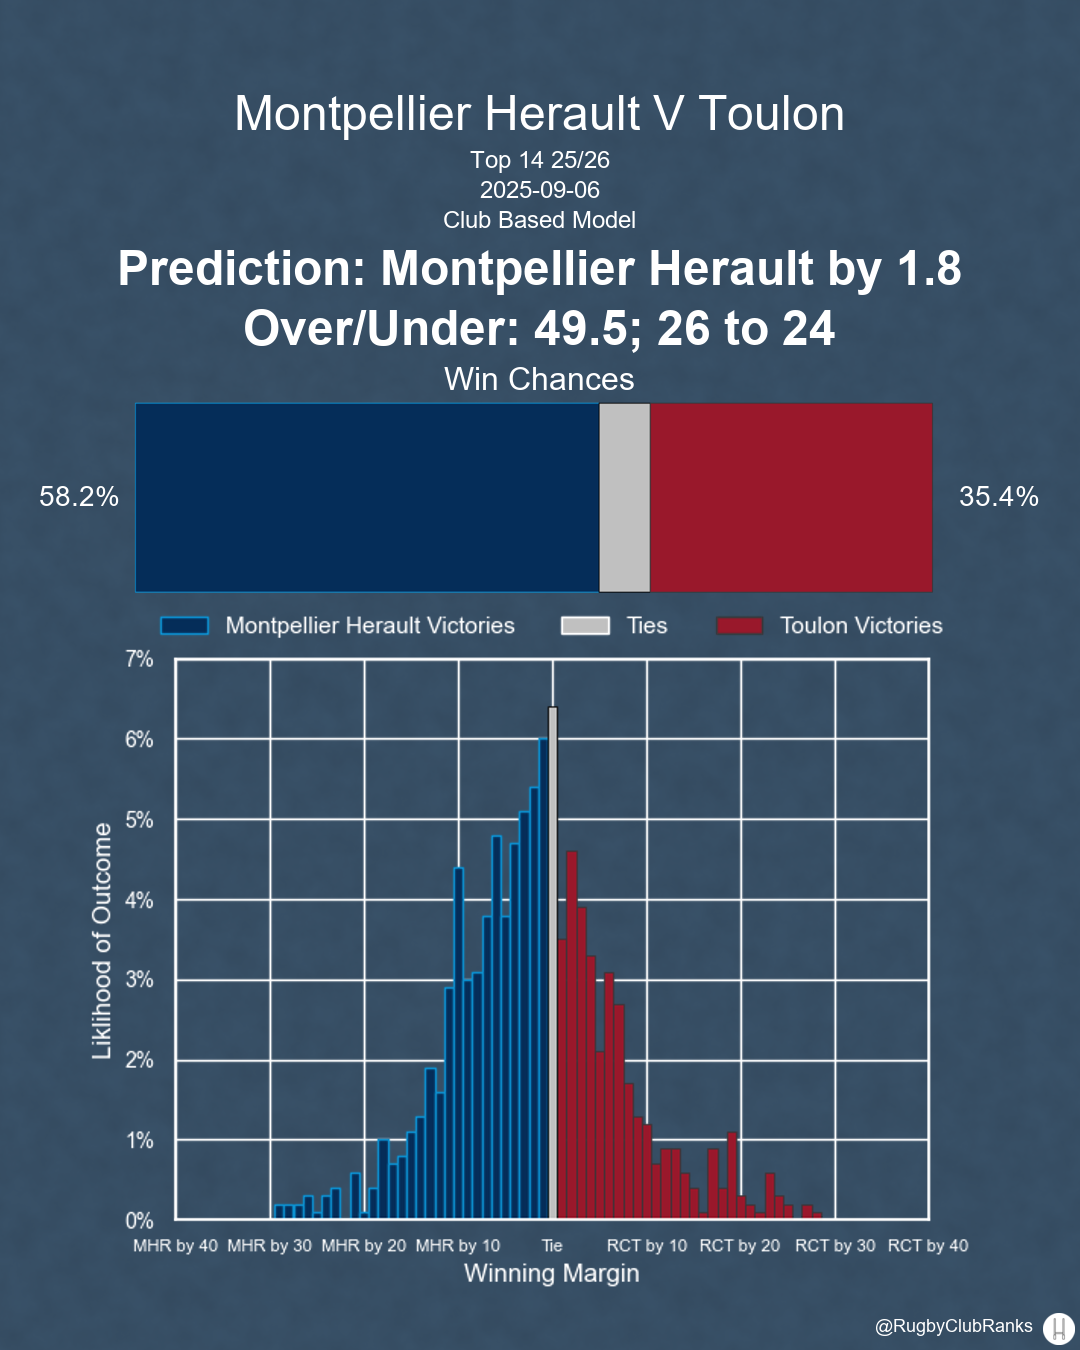 Montpellier Herault V Toulon
Top 14 25/26
2025-09-06
Club Based Model
Prediction: Montpellier Herault by 1.8
Over/Under: 49.5; 26 to 24
Win Chances
58.2%
35.4%
Montpellier Herault Victories
Ties
Toulon Victories
7%
6%
5%
4%
3%
2%
1%
0%
Liklihood of Outcome
MHR by 40
MHR by 30
MHR by 20
MHR by 10
Tie
RCT by 10
RCT by 20
RCT by 30
RCT by 40
Winning Margin
@RugbyClubRanks